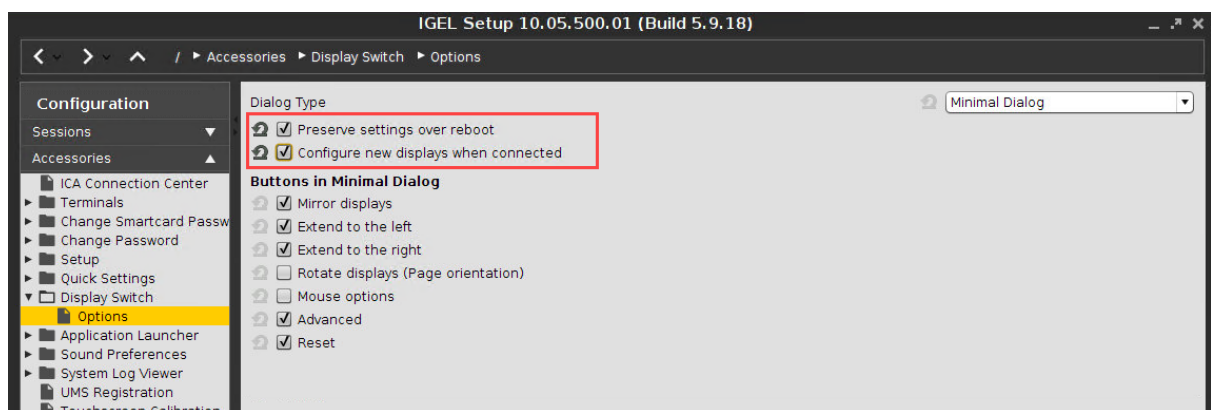 IGEL Setup 10.05.500.01 (Build 5.9.18)
/ Accessories Display Switch Options
Configuration
Sessions
Accessories
ICA Connection Center
Terminals
Change Smartcard Passw
Change Password
Setup
Quick Settings
Display Switch
Options
Application Launcher
Sound Preferences
System Log Viewer
UMS Registration
Touchscreen Calibration
Dialog Type
Minimal Dialog
Preserve settings over reboot
Configure new displays when connected
Buttons in Minimal Dialog
Mirror displays
Extend to the left
Extend to the right
Rotate displays (Page orientation)
Mouse options
Advanced
Reset